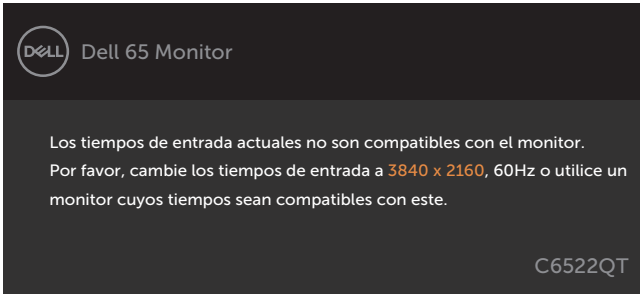 DELL
Dell 65 Monitor
Los tiempos de entrada actuales no son compatibles con el monitor.
Por favor, cambie los tiempos de entrada a 3840 x 2160, 60Hz o utilice un
monitor cuyos tiempos sean compatibles con este.
C6522QT